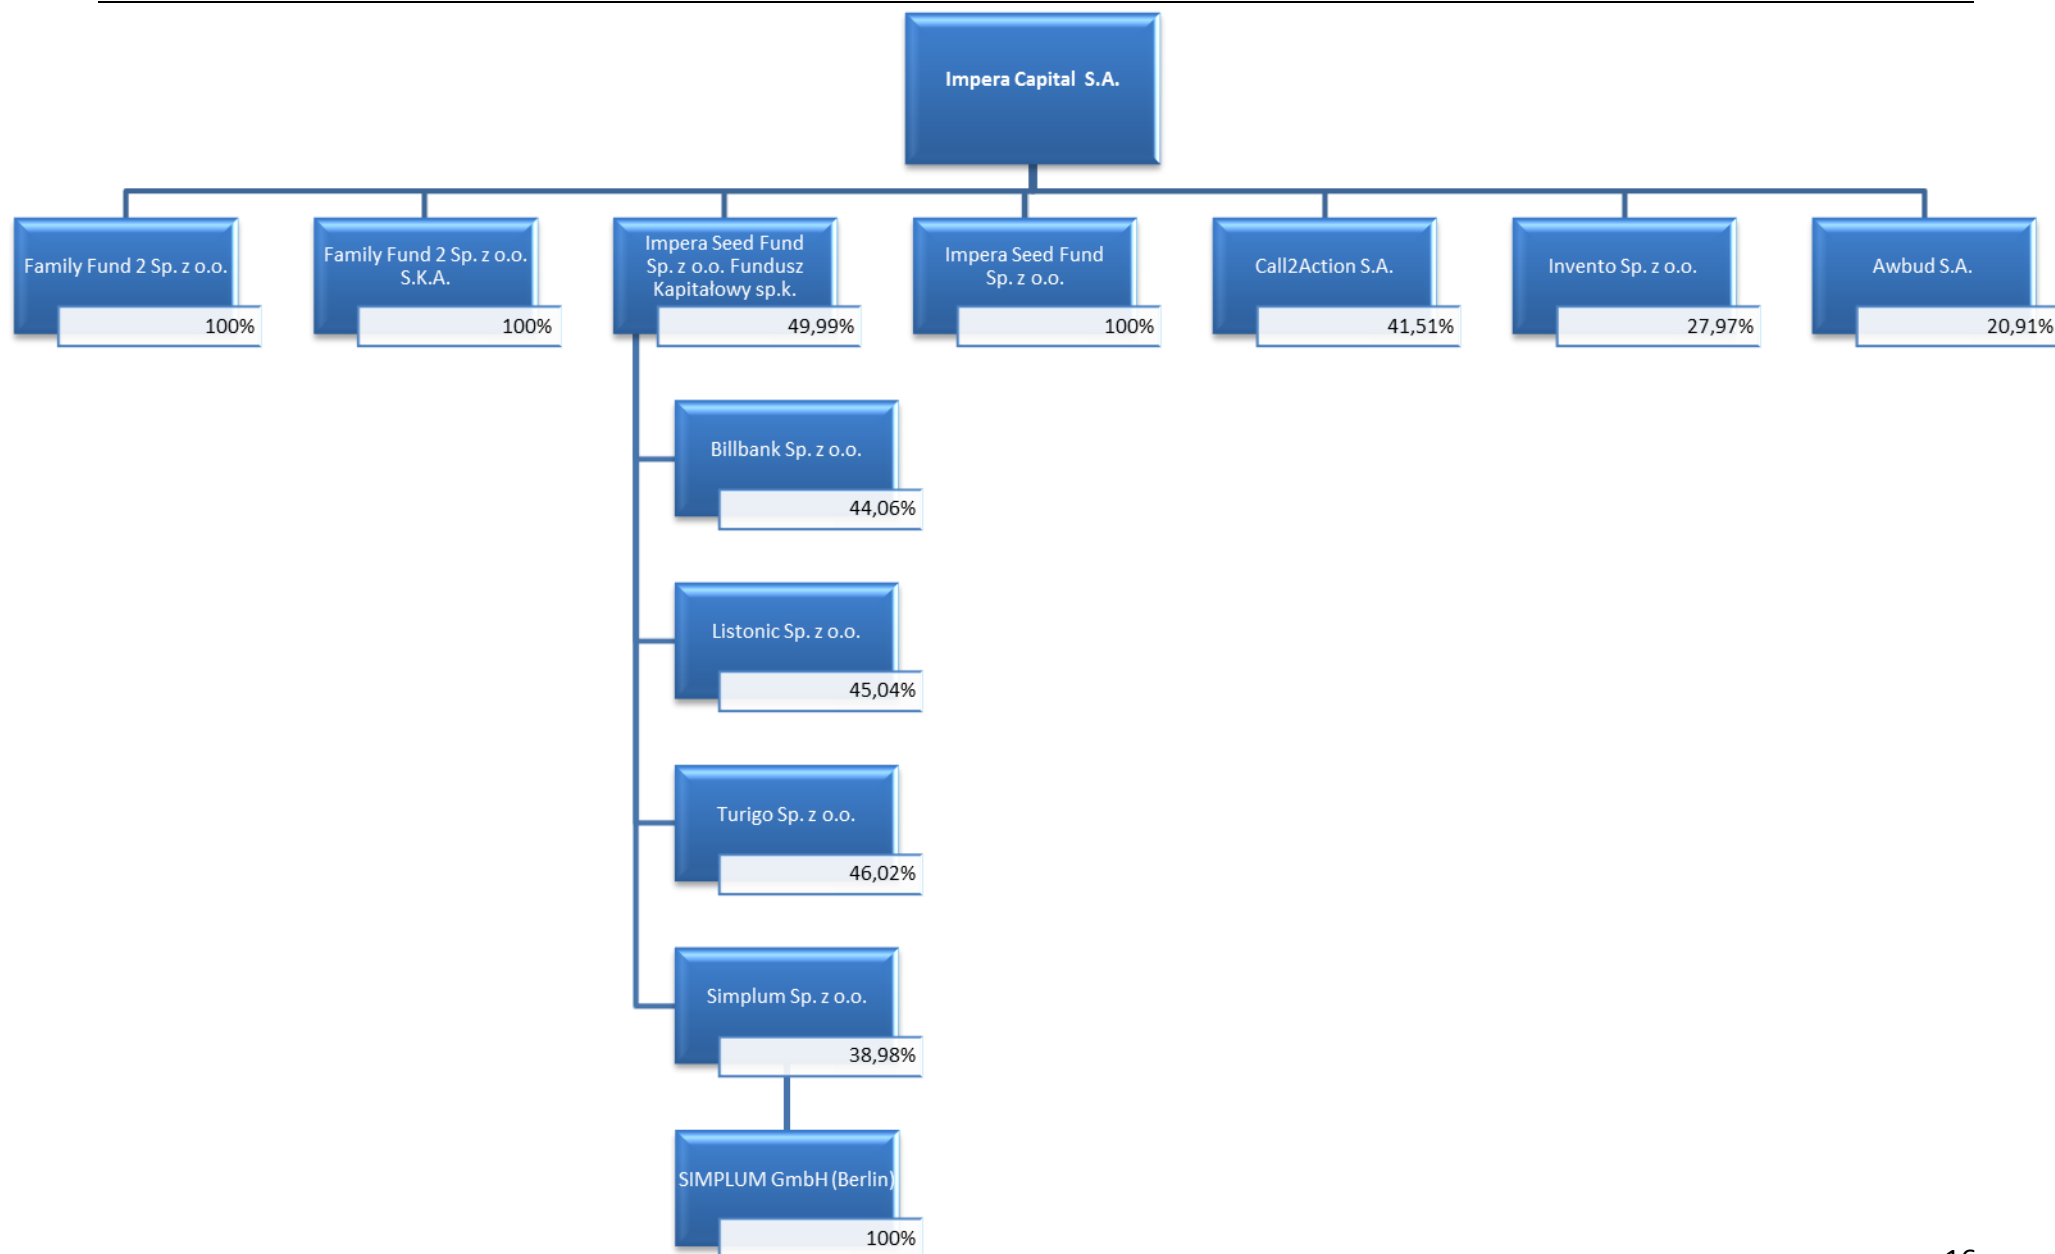 Impera Capital S.A.
Family Fund 2 Sp. z o.o.
100%
Family Fund 2 Sp. z o.o.
S.K.A.
100%
Impera Seed Fund
Sp. z o.o. Fundusz
Kapitałowy sp.k.
49,99%
Impera Seed Fund
Sp. z o.o.
100%
Call2Action S.A.
41,51%
Invento Sp. z o.o.
27,97%
Awbud S.A.
20,91%
Billbank Sp. z o.o.
44,06%
Listonic Sp. z o.o.
45,04%
Turigo Sp. z o.o.
46,02%
Simplum Sp. z o.o.
38,98%
SIMPLUM GmbH (Berlin)
100%